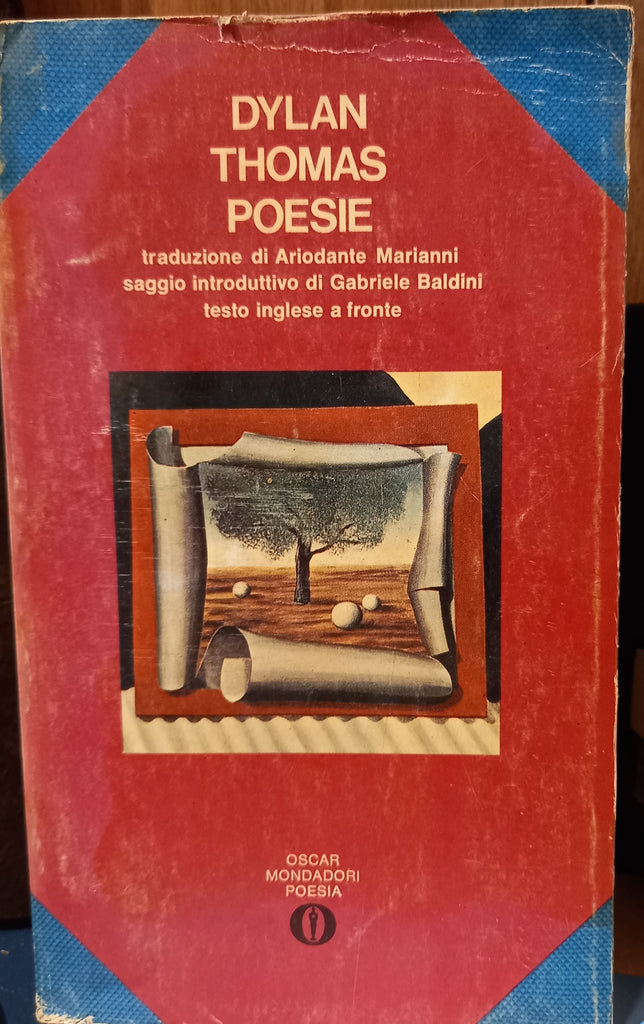 DYLAN
THOMAS
POESIE
traduzione di Ariodante Marianni
saggio introduttivo di Gabriele Baldini
testo inglese a fronte
OSCAR
MONDADORI
POESIA